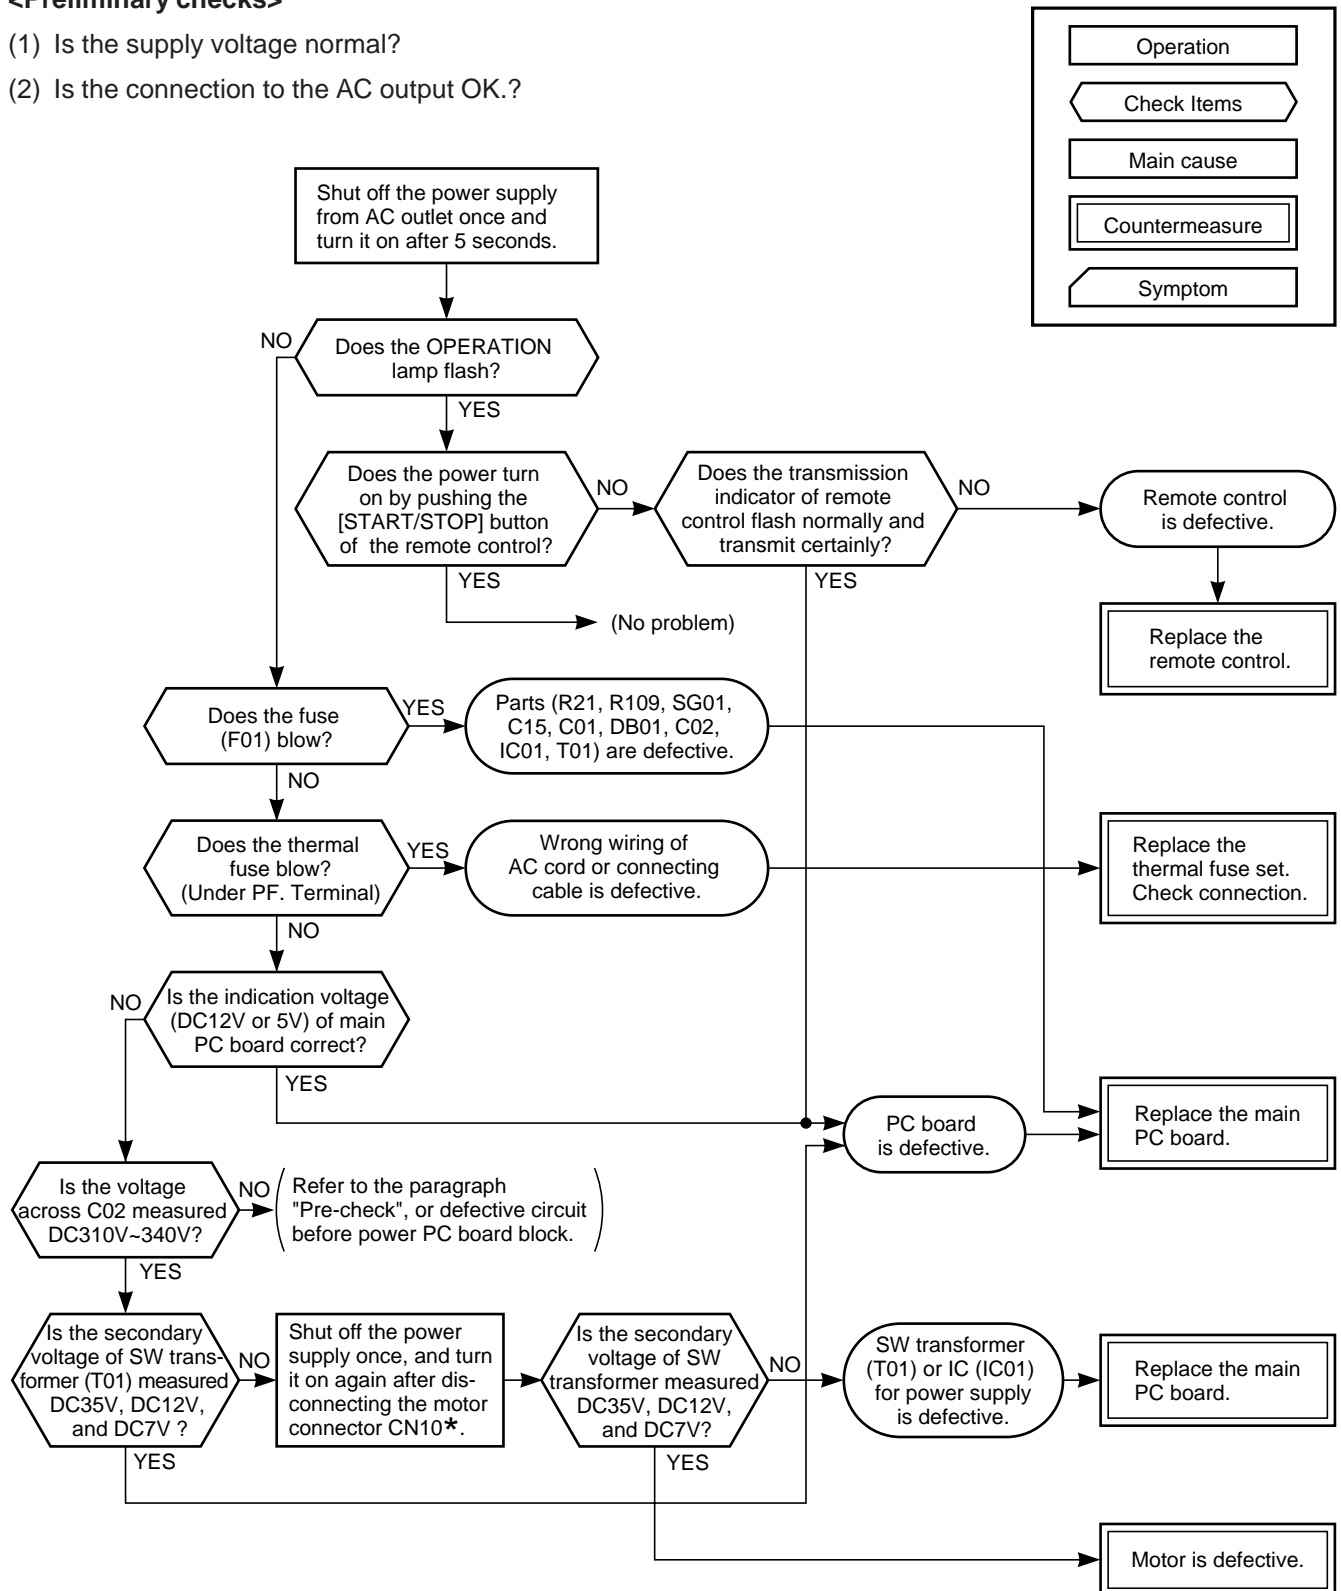 <Preliminary checks>
(1) Is the supply voltage normal?
(2) Is the connection to the AC output OK.?
Operation
Check Items
Main cause
Countermeasure
Symptom
Shut off the power supply
from AC outlet once and
turn it on after 5 seconds.
NO
Does the OPERATION
lamp flash?
YES
Does the power turn
on by pushing the
[START/STOP] button
of the remote control?
NO
Does the transmission
indicator of remote
control flash normally and
transmit certainly?
NO
Remote control
is defective.
YES
YES
(No problem)
Replace the
remote control.
Does the fuse
(F01) blow?
YES
Parts (R21, R109, SG01,
C15, C01, DB01, C02,
IC01, T01) are defective.
NO
Does the thermal
fuse blow?
(Under PF. Terminal)
YES
Wrong wiring of
AC cord or connecting
cable is defective.
Replace the
thermal fuse set.
Check connection.
NO
NO
Is the indication voltage
(DC12V or 5V) of main
PC board correct?
YES
PC board
is defective.
Replace the main
PC board.
Is the voltage
across C02 measured
DC310V~340V?
NO
Refer to the paragraph
"Pre-check", or defective circuit
before power PC board block.
YES
Is the secondary
voltage of SW trans-
former (T01) measured
DC35V, DC12V,
and DC7V ?
NO
Shut off the power
supply once, and turn
it on again after dis-
connecting the motor
connector CN10*.
Is the secondary
voltage of SW
transformer measured
DC35V, DC12V,
and DC7V?
NO
SW transformer
(T01) or IC (IC01)
for power supply
is defective.
Replace the main
PC board.
YES
YES
Motor is defective.